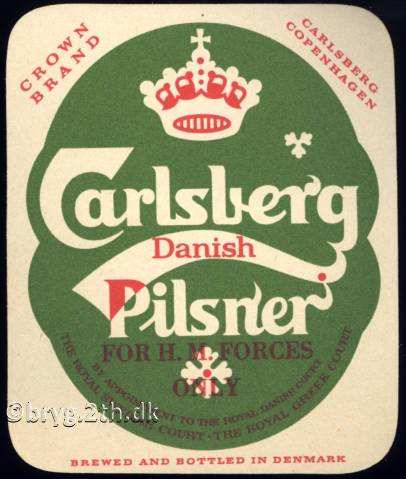 CROWN
BRAND
CARLSBERG
COPENHAGEN
Carlsberg
Danish
Pilsner
FOR H. M. FORCES
ONLY
BY APPOINTMENT TO THE ROYAL DANISH COURT
THE ROYAL SWEDISH COURT · THE ROYAL GREEK COURT
©bryg.2th.dk
BREWED AND BOTTLED IN DENMARK